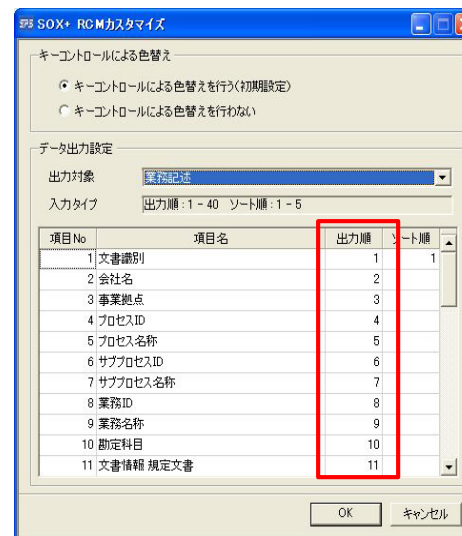 SPS SOX+ RCMカスタマイズ
キーコントロールによる色替え
キーコントロールによる色替えを行う(初期設定)
キーコントロールによる色替えを行わない
データ出力設定
出力対象 業務記述
入力タイプ 出力順:1 - 40 ソート順:1 - 5
項目No 項目名 出力順 ソート順
1 文書識別 1 1
2 会社名 2
3 事業拠点 3
4 プロセスID 4
5 プロセス名称 5
6 サブプロセスID 6
7 サブプロセス名称 7
8 業務ID 8
9 業務名称 9
10 勘定科目 10
11 文書情報 規定文書 11
OK キャンセル